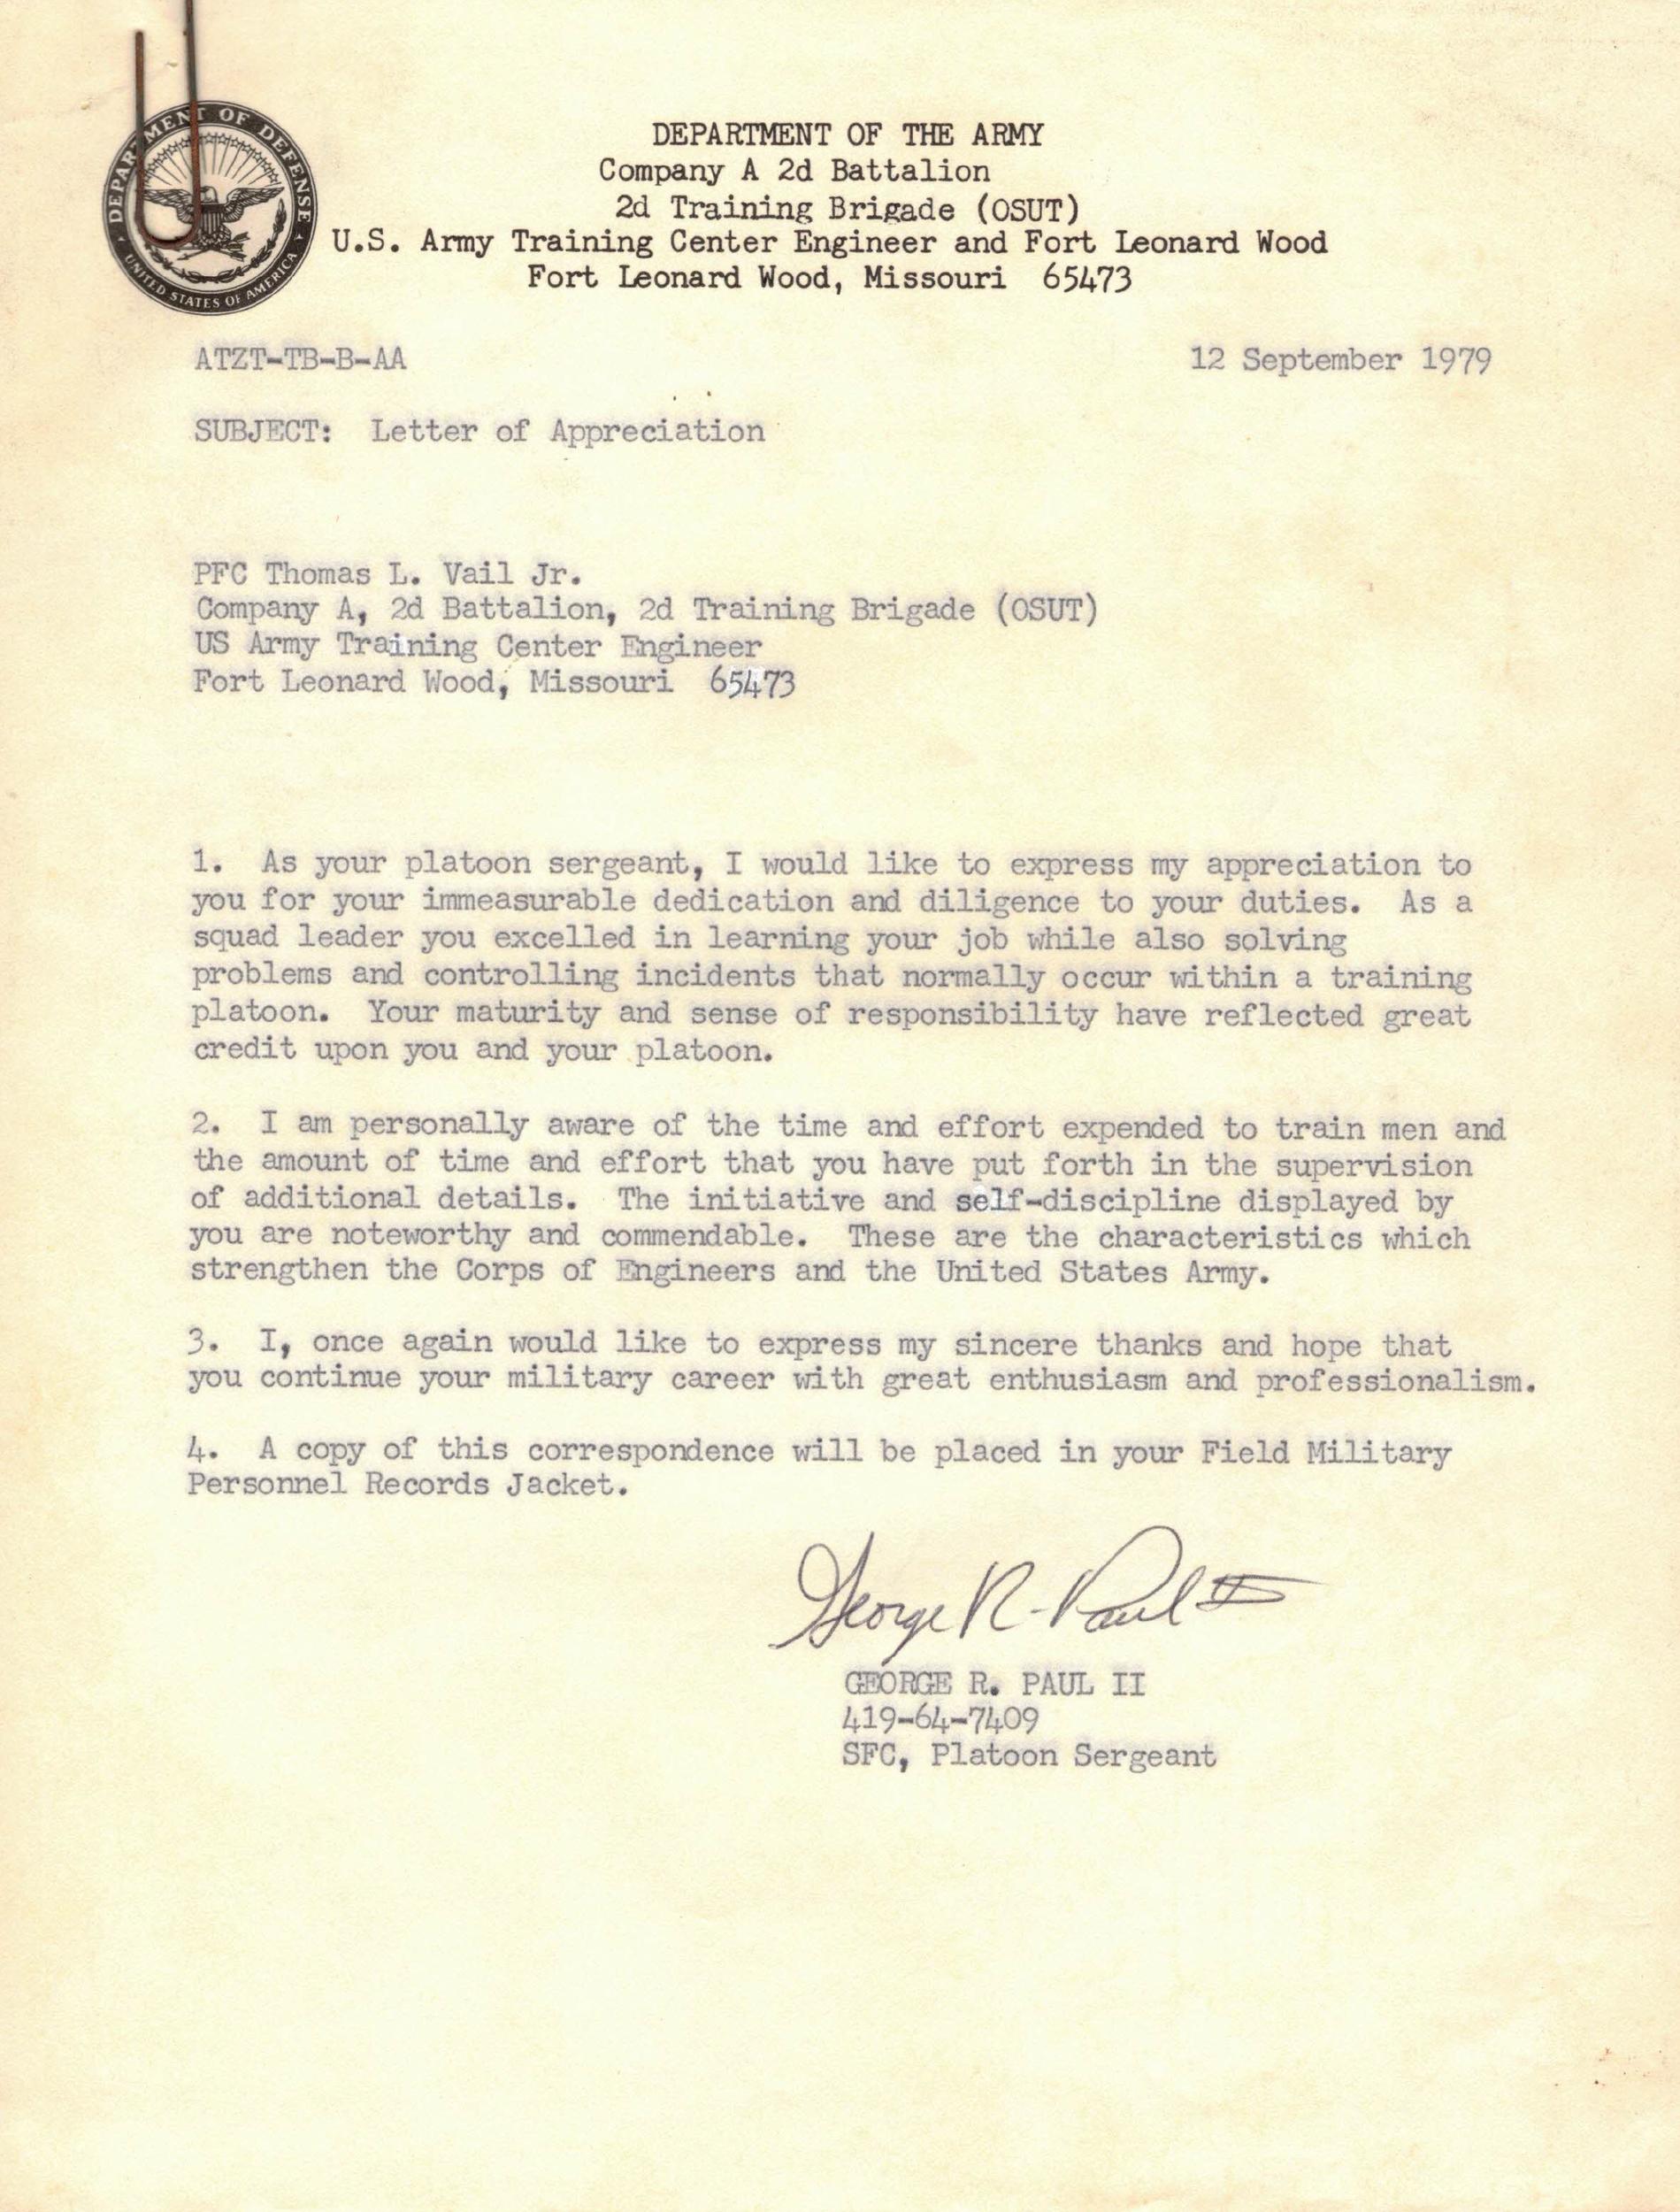 DEPARTMENT OF DEFENSE
UNITED STATES OF AMERICA
DEPARTMENT OF THE ARMY
Company A 2d Battalion
2d Training Brigade (OSUT)
U.S. Army Training Center Engineer and Fort Leonard Wood
Fort Leonard Wood, Missouri 65473
ATZT-TB-B-AA 12 September 1979
SUBJECT: Letter of Appreciation
PFC Thomas L. Vail Jr.
Company A, 2d Battalion, 2d Training Brigade (OSUT)
US Army Training Center Engineer
Fort Leonard Wood, Missouri 65473
1. As your platoon sergeant, I would like to express my appreciation to
you for your immeasurable dedication and diligence to your duties. As a
squad leader you excelled in learning your job while also solving
problems and controlling incidents that normally occur within a training
platoon. Your maturity and sense of responsibility have reflected great
credit upon you and your platoon.
2. I am personally aware of the time and effort expended to train men and
the amount of time and effort that you have put forth in the supervision
of additional details. The initiative and self-discipline displayed by
you are noteworthy and commendable. These are the characteristics which
strengthen the Corps of Engineers and the United States Army.
3. I, once again would like to express my sincere thanks and hope that
you continue your military career with great enthusiasm and professionalism.
4. A copy of this correspondence will be placed in your Field Military
Personnel Records Jacket.
George R. Paul II
GEORGE R. PAUL II
419-64-7409
SFC, Platoon Sergeant